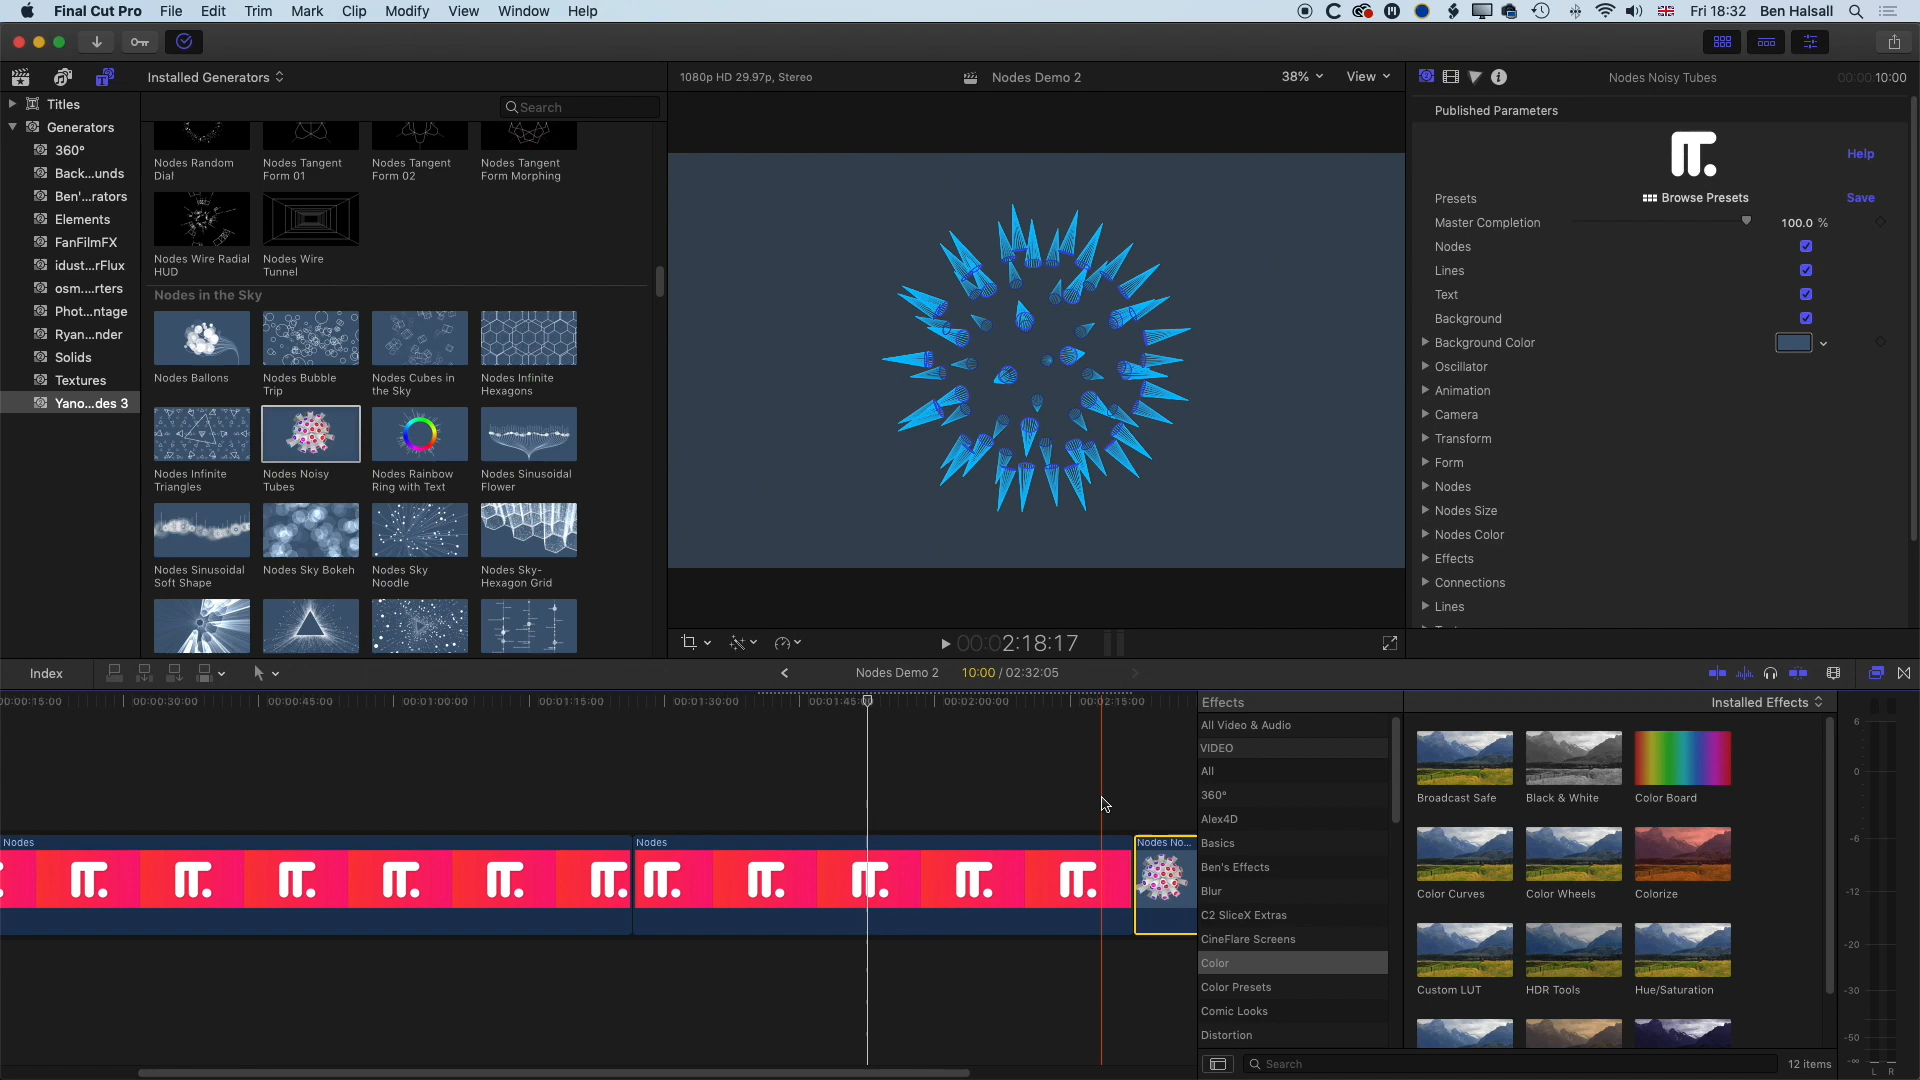 Final Cut Pro File Edit Trim Mark Clip Modify View Window Help
Fri 18:32 Ben Halsall
Installed Generators
1080p HD 29.97p, Stereo
Nodes Demo 2
38%
View
Nodes Noisy Tubes
00:00:10:00
Titles
Generators
360°
Back...unds
Ben'...rators
Elements
FanFilmFX
idust...rFlux
osm....rters
Phot...ntage
Ryan...nder
Solids
Textures
Yano...des 3
Search
Nodes Random Dial
Nodes Tangent Form 01
Nodes Tangent Form 02
Nodes Tangent Form Morphing
Nodes Wire Radial HUD
Nodes Wire Tunnel
Nodes in the Sky
Nodes Ballons
Nodes Bubble Trip
Nodes Cubes in the Sky
Nodes Infinite Hexagons
Nodes Infinite Triangles
Nodes Noisy Tubes
Nodes Rainbow Ring with Text
Nodes Sinusoidal Flower
Nodes Sinusoidal Soft Shape
Nodes Sky Bokeh
Nodes Sky Noodle
Nodes Sky-Hexagon Grid
Published Parameters
Help
Presets
Browse Presets
Save
Master Completion
100.0 %
Nodes
Lines
Text
Background
Background Color
Oscillator
Animation
Camera
Transform
Form
Nodes
Nodes Size
Nodes Color
Effects
Connections
Lines
00:02:18:17
Index
Nodes Demo 2
10:00 / 02:32:05
00:00:15:00
00:00:30:00
00:00:45:00
00:01:00:00
00:01:15:00
00:01:30:00
00:01:45:00
00:02:00:00
00:02:15:00
Nodes
Nodes
Nodes No...
Effects
Installed Effects
All Video & Audio
VIDEO
All
360°
Alex4D
Basics
Ben's Effects
Blur
C2 SliceX Extras
CineFlare Screens
Color
Color Presets
Comic Looks
Distortion
Broadcast Safe
Black & White
Color Board
Color Curves
Color Wheels
Colorize
Custom LUT
HDR Tools
Hue/Saturation
Search
12 items
6
0
-6
-12
-20
-30
-50
-∞
L R